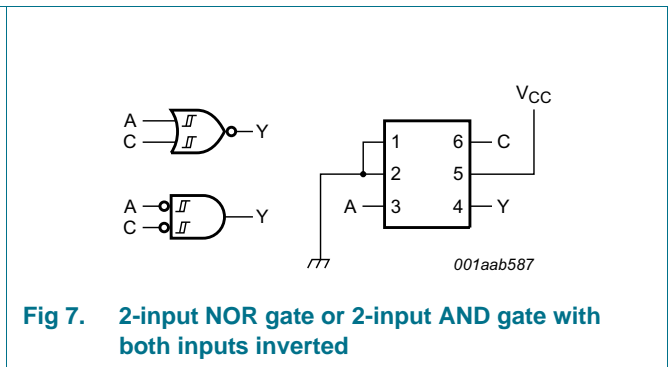 A
C
Y
A
C
Y
VCC
1 6 C
2 5
A 3 4 Y
001aab587
Fig 7. 2-input NOR gate or 2-input AND gate with
both inputs inverted